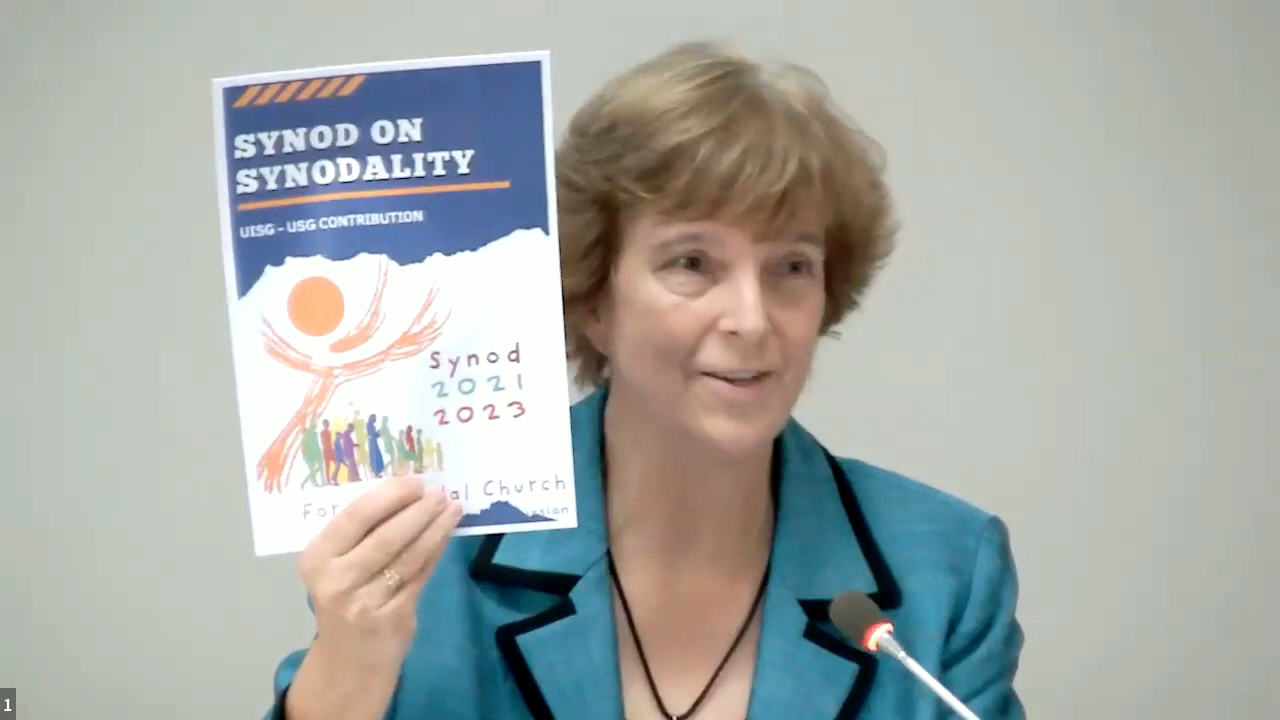 SYNOD ON
SYNODALITY
UISG - USG CONTRIBUTION
Synod
2021
2023
Church
1